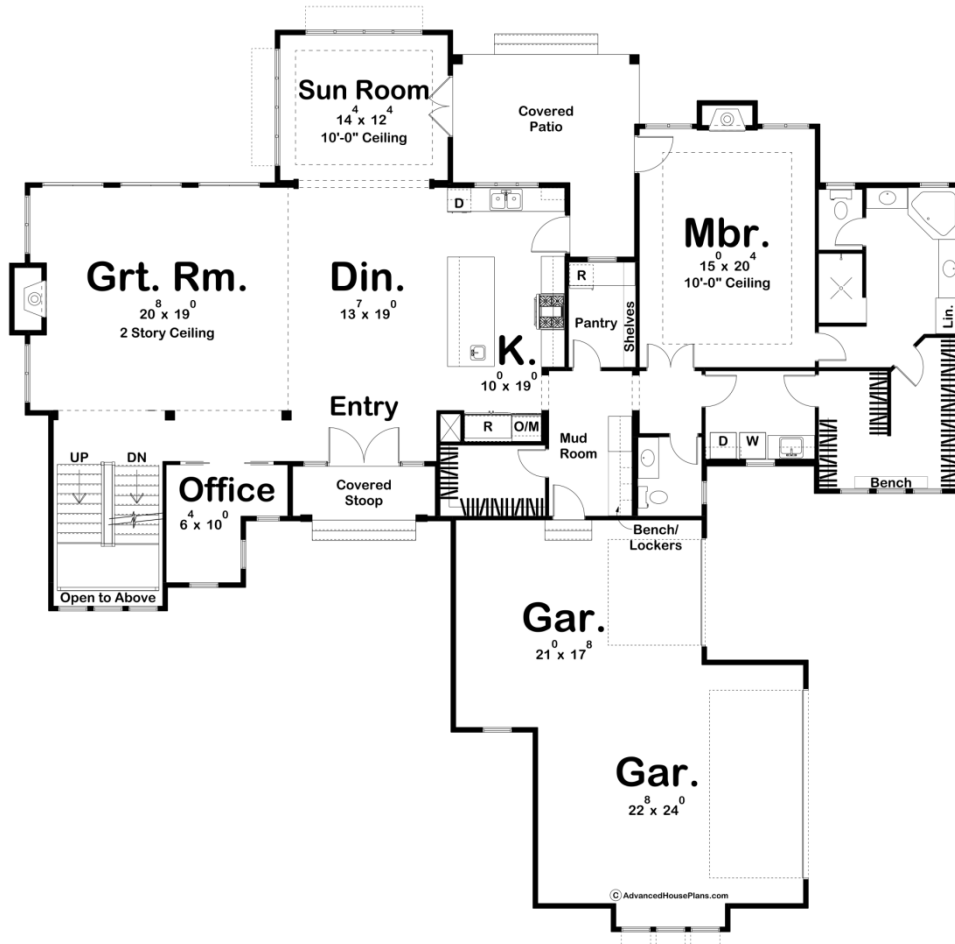 Sun Room
14⁴ x 12⁴
10'-0" Ceiling
Covered
Patio
D
Grt. Rm.
20⁸ x 19⁰
2 Story Ceiling
Din.
13⁷ x 19⁰
K.
10⁰ x 19⁰
R
Pantry
Shelves
Mbr.
15⁰ x 20⁴
10'-0" Ceiling
Lin.
Entry
R
O/M
Mud
Room
D
W
Bench
UP
DN
Office
6⁴ x 10⁰
Covered
Stoop
Bench/
Lockers
Open to Above
Gar.
21⁰ x 17⁸
Gar.
22⁸ x 24⁰
© AdvancedHousePlans.com